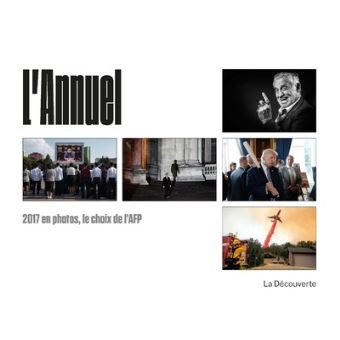 L'Annuel
2017 en photos, le choix de l'AFP
La Découverte